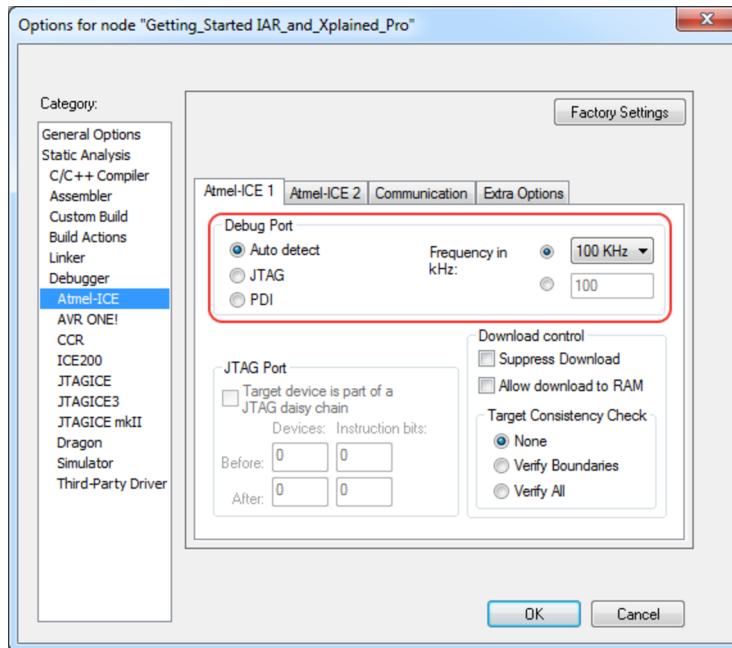 Options for node "Getting_Started IAR_and_Xplained_Pro"
Category:
General Options
Static Analysis
C/C++ Compiler
Assembler
Custom Build
Build Actions
Linker
Debugger
Atmel-ICE
AVR ONE!
CCR
ICE200
JTAGICE
JTAGICE3
JTAGICE mkII
Dragon
Simulator
Third-Party Driver
Factory Settings
Atmel-ICE 1 Atmel-ICE 2 Communication Extra Options
Debug Port
Auto detect
JTAG
PDI
Frequency in
kHz:
100 KHz
100
JTAG Port
Target device is part of a
JTAG daisy chain
Devices: Instruction bits:
Before: 0 0
After: 0 0
Download control
Suppress Download
Allow download to RAM
Target Consistency Check
None
Verify Boundaries
Verify All
OK Cancel